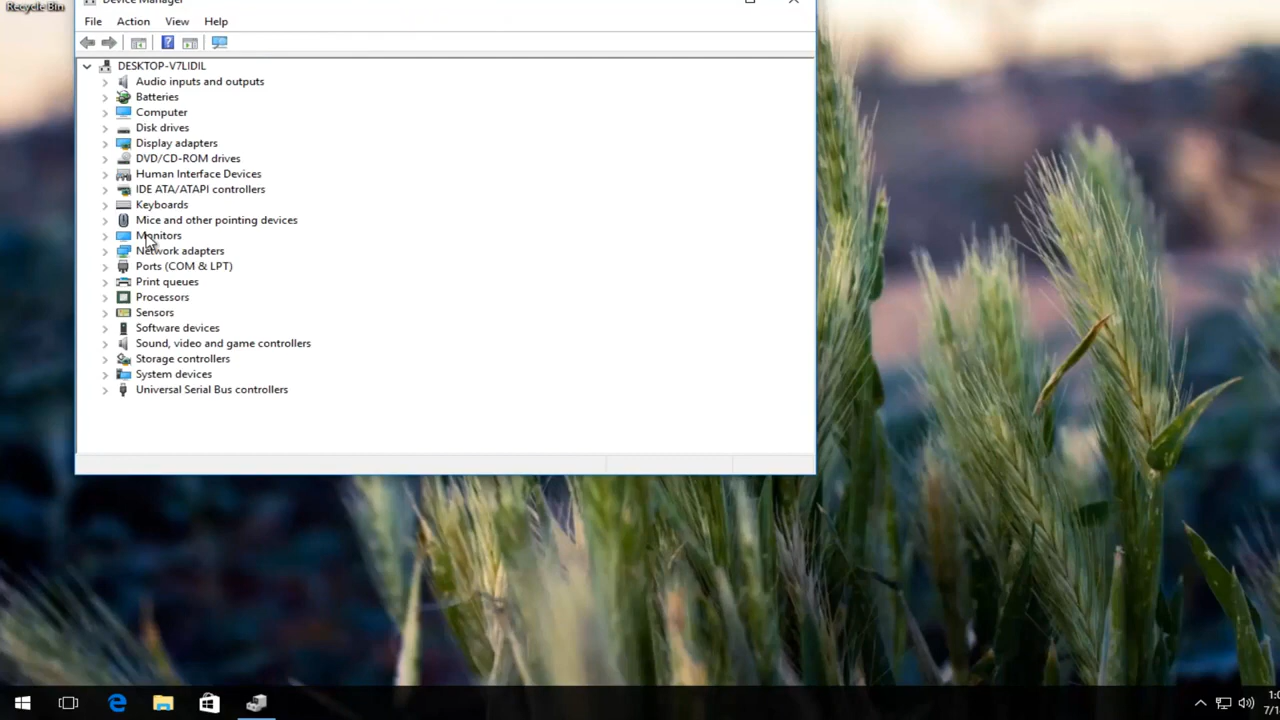 Recycle Bin
Device Manager
File Action View Help
DESKTOP-V7LIDIL
Audio inputs and outputs
Batteries
Computer
Disk drives
Display adapters
DVD/CD-ROM drives
Human Interface Devices
IDE ATA/ATAPI controllers
Keyboards
Mice and other pointing devices
Monitors
Network adapters
Ports (COM & LPT)
Print queues
Processors
Sensors
Software devices
Sound, video and game controllers
Storage controllers
System devices
Universal Serial Bus controllers